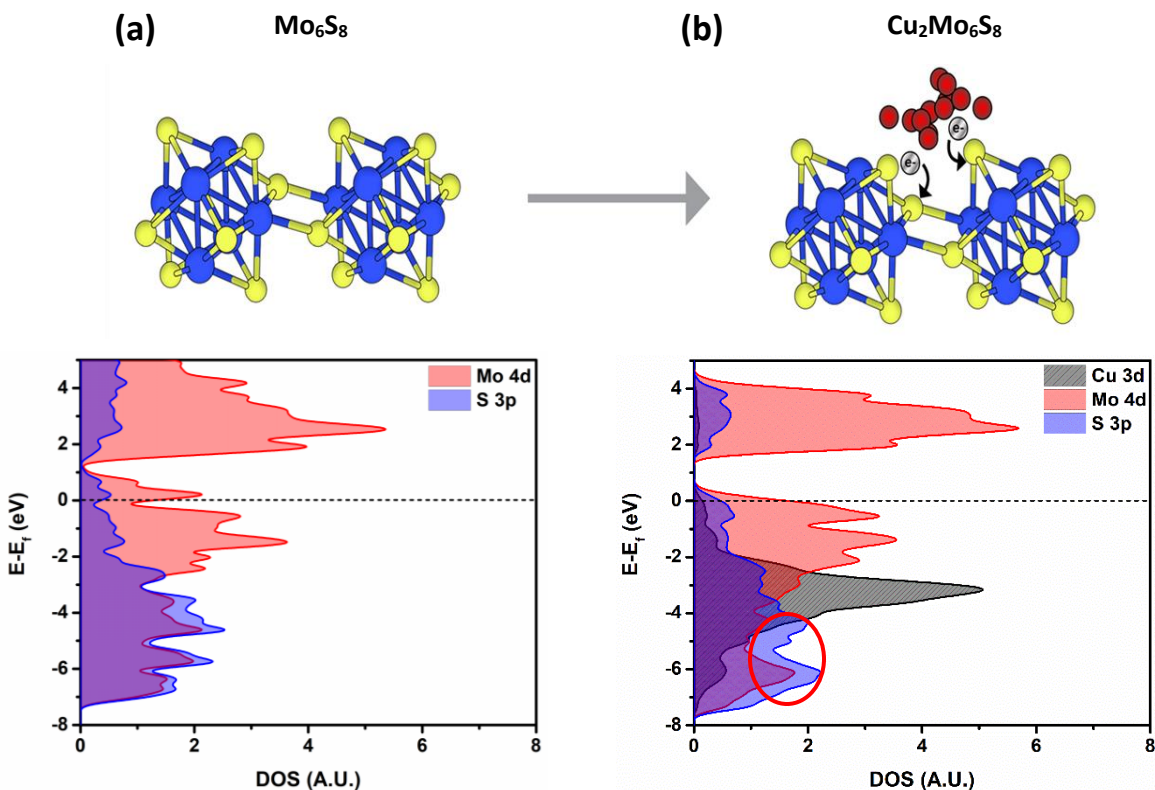 (a)
Mo₆S₈
(b)
Cu₂Mo₆S₈
e-
e-
Mo 4d
S 3p
4
2
0
-2
-4
-6
-8
E-E_f (eV)
0
2
4
6
8
DOS (A.U.)
Cu 3d
Mo 4d
S 3p
4
2
0
-2
-4
-6
-8
E-E_f (eV)
0
2
4
6
8
DOS (A.U.)